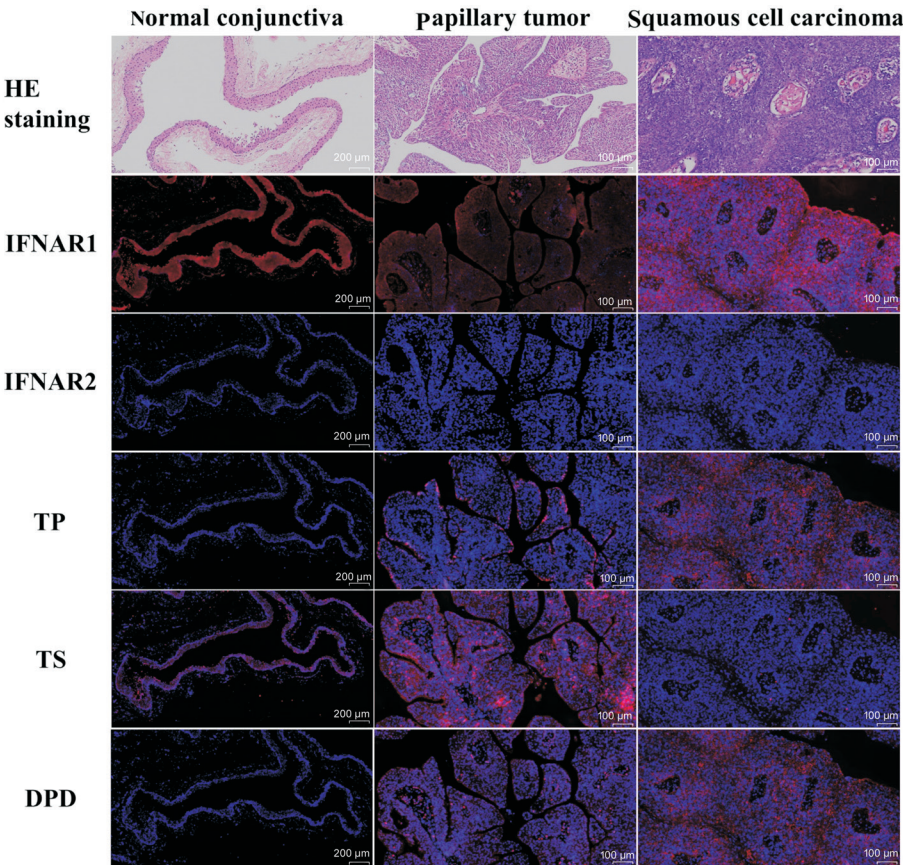 Normal conjunctiva Papillary tumor Squamous cell carcinoma
HE
staining
200 μm 100 μm 100 μm
IFNAR1
200 μm 100 μm 100 μm
IFNAR2
200 μm 100 μm 100 μm
TP
200 μm 100 μm 100 μm
TS
200 μm 100 μm 100 μm
DPD
200 μm 100 μm 100 μm